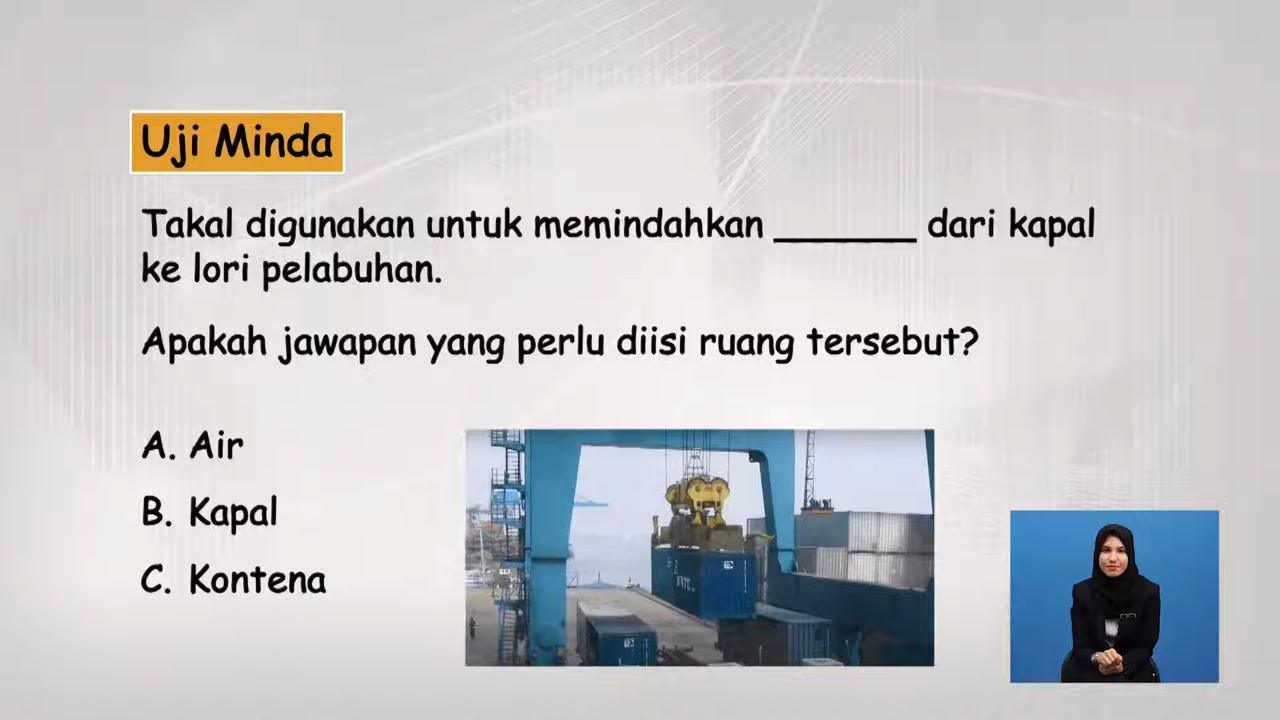 Uji Minda
Takal digunakan untuk memindahkan _______ dari kapal
ke lori pelabuhan.
Apakah jawapan yang perlu diisi ruang tersebut?
A. Air
B. Kapal
C. Kontena